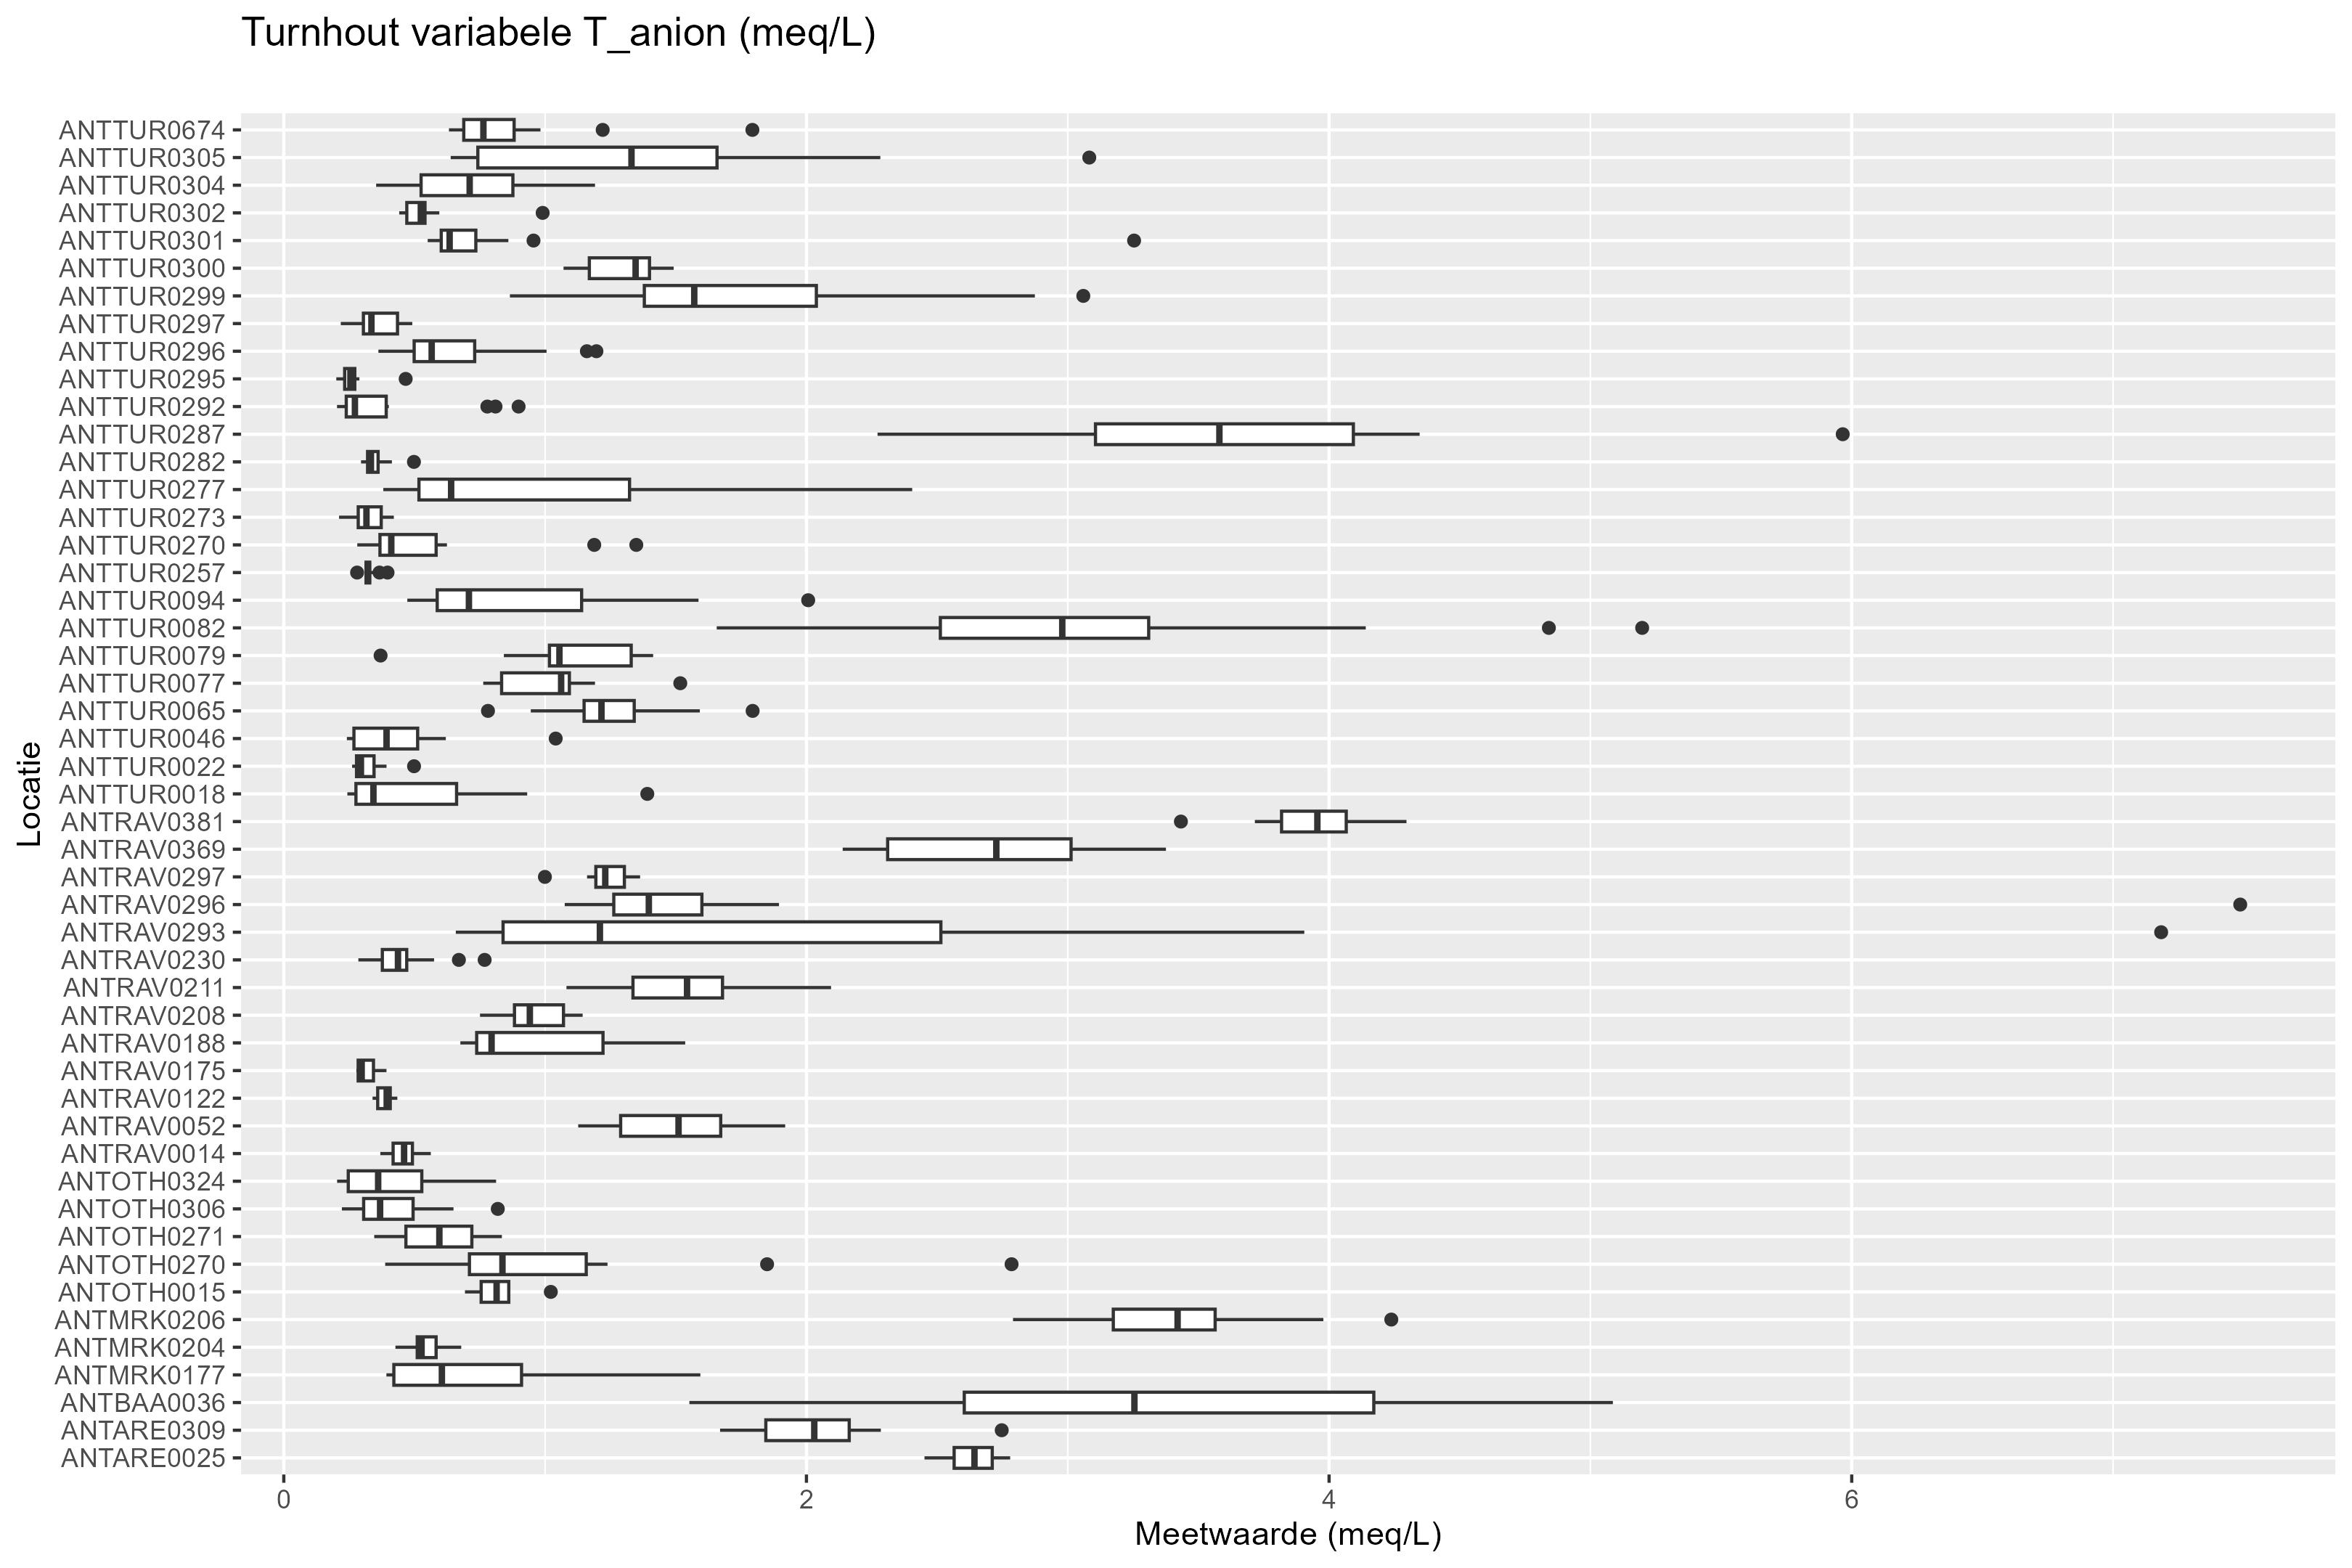 Turnhout variabele T_anion (meq/L)
Locatie
ANTTUR0674
ANTTUR0305
ANTTUR0304
ANTTUR0302
ANTTUR0301
ANTTUR0300
ANTTUR0299
ANTTUR0297
ANTTUR0296
ANTTUR0295
ANTTUR0292
ANTTUR0287
ANTTUR0282
ANTTUR0277
ANTTUR0273
ANTTUR0270
ANTTUR0257
ANTTUR0094
ANTTUR0082
ANTTUR0079
ANTTUR0077
ANTTUR0065
ANTTUR0046
ANTTUR0022
ANTTUR0018
ANTRAV0381
ANTRAV0369
ANTRAV0297
ANTRAV0296
ANTRAV0293
ANTRAV0230
ANTRAV0211
ANTRAV0208
ANTRAV0188
ANTRAV0175
ANTRAV0122
ANTRAV0052
ANTRAV0014
ANTOTH0324
ANTOTH0306
ANTOTH0271
ANTOTH0270
ANTOTH0015
ANTMRK0206
ANTMRK0204
ANTMRK0177
ANTBAA0036
ANTARE0309
ANTARE0025
0 2 4 6
Meetwaarde (meq/L)